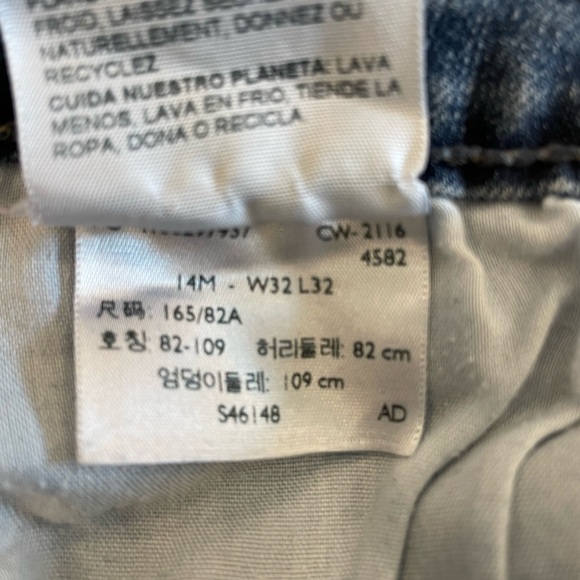 FROID, LAISSEZ
NATURELLEMENT, DONNEZ OU
RECYCLEZ
CUIDA NUESTRO PLANETA: LAVA
MENOS, LAVA EN FRIO, TIENDE LA
ROPA, DONA O RECICLA
CW-2116
4582
14M - W32 L32
尺码: 165/82A
호칭: 82-109 허리둘레: 82 cm
엉덩이둘레: 109 cm
S46148 AD